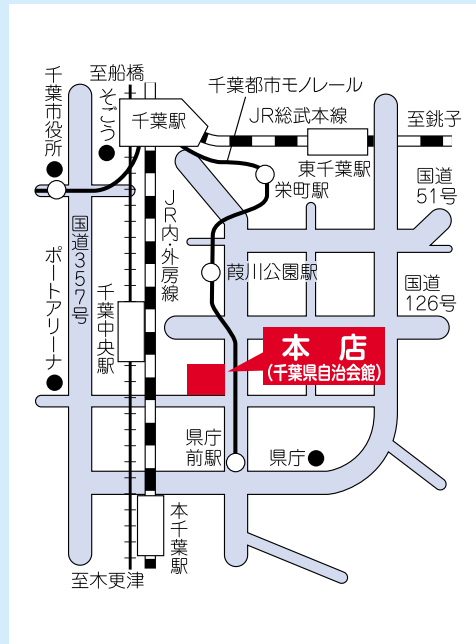 至船橋
千葉市役所
そごう
千葉駅
千葉都市モノレール
JR総武本線
至銚子
東千葉駅
栄町駅
国道
51号
JR内・外房線
国道357号
ポートアリーナ
葭川公園駅
千葉中央駅
国道
126号
本店
(千葉県自治会館)
県庁
前駅
県庁
本千葉駅
至木更津